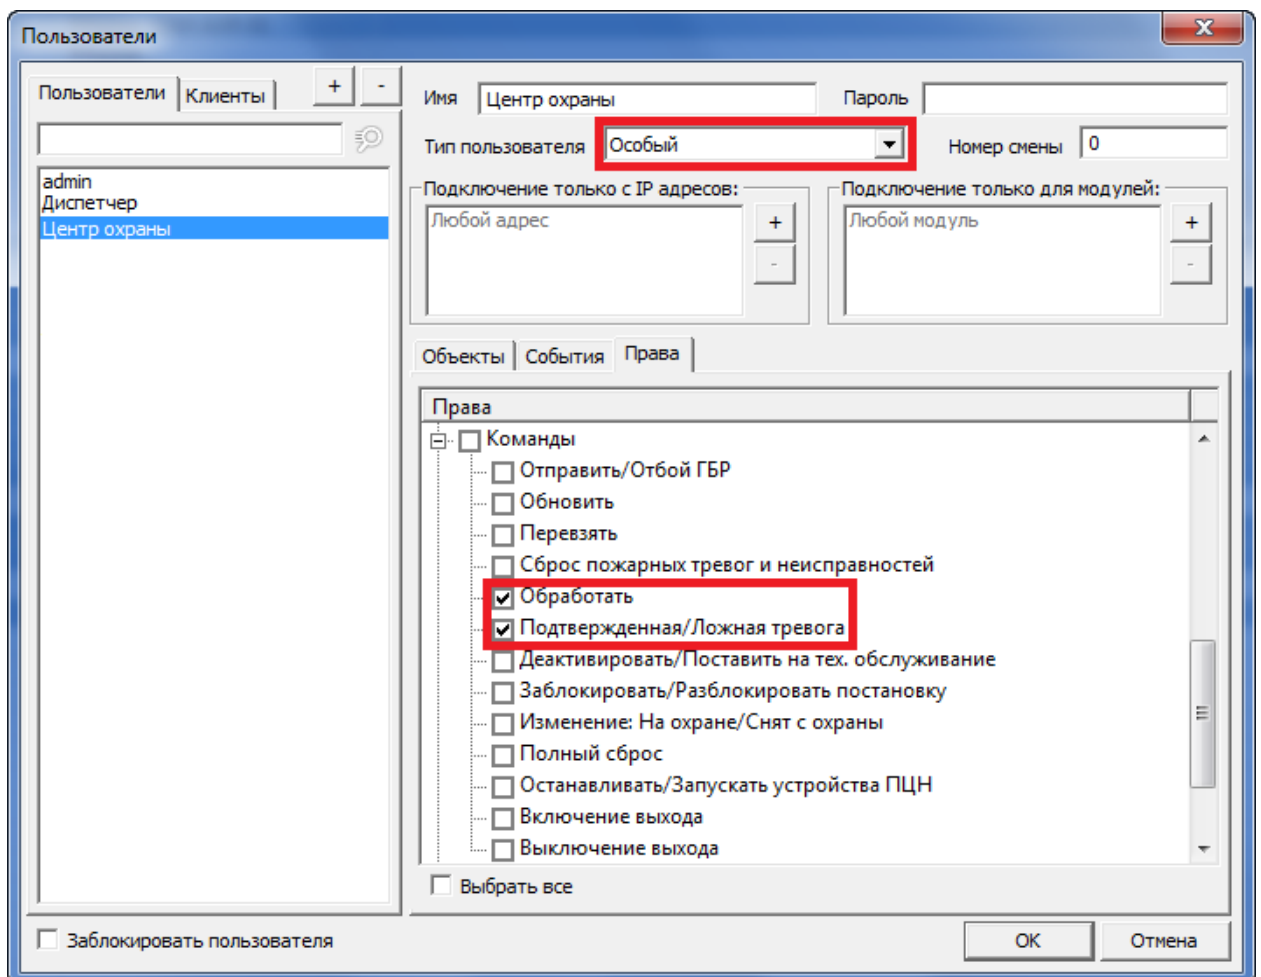 Пользователи
Пользователи Клиенты + -
Имя Центр охраны Пароль
Тип пользователя Особый Номер смены 0
Подключение только с IP адресов: Подключение только для модулей:
Любой адрес + Любой модуль +
- -
admin
Диспетчер
Центр охраны
Объекты События Права
Права
Команды
Отправить/Отбой ГБР
Обновить
Перевзять
Сброс пожарных тревог и неисправностей
Обработать
Подтвержденная/Ложная тревога
Деактивировать/Поставить на тех. обслуживание
Заблокировать/Разблокировать постановку
Изменение: На охране/Снят с охраны
Полный сброс
Останавливать/Запускать устройства ПЦН
Включение выхода
Выключение выхода
Выбрать все
Заблокировать пользователя OK Отмена